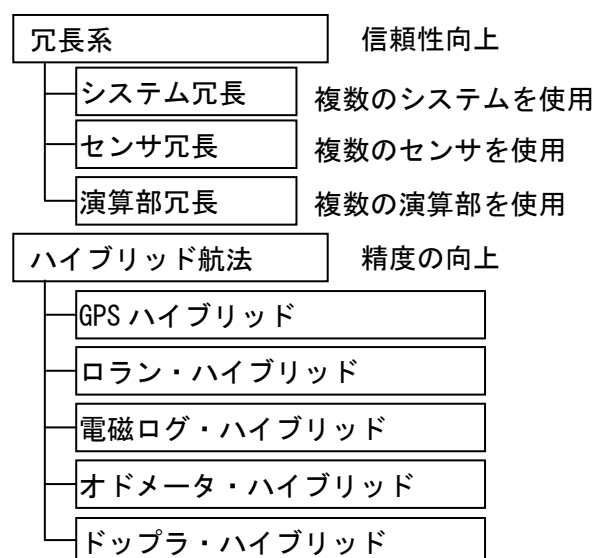 冗長系 信頼性向上
システム冗長 複数のシステムを使用
センサ冗長 複数のセンサを使用
演算部冗長 複数の演算部を使用
ハイブリッド航法 精度の向上
GPSハイブリッド
ロラン・ハイブリッド
電磁ログ・ハイブリッド
オドメータ・ハイブリッド
ドップラ・ハイブリッド